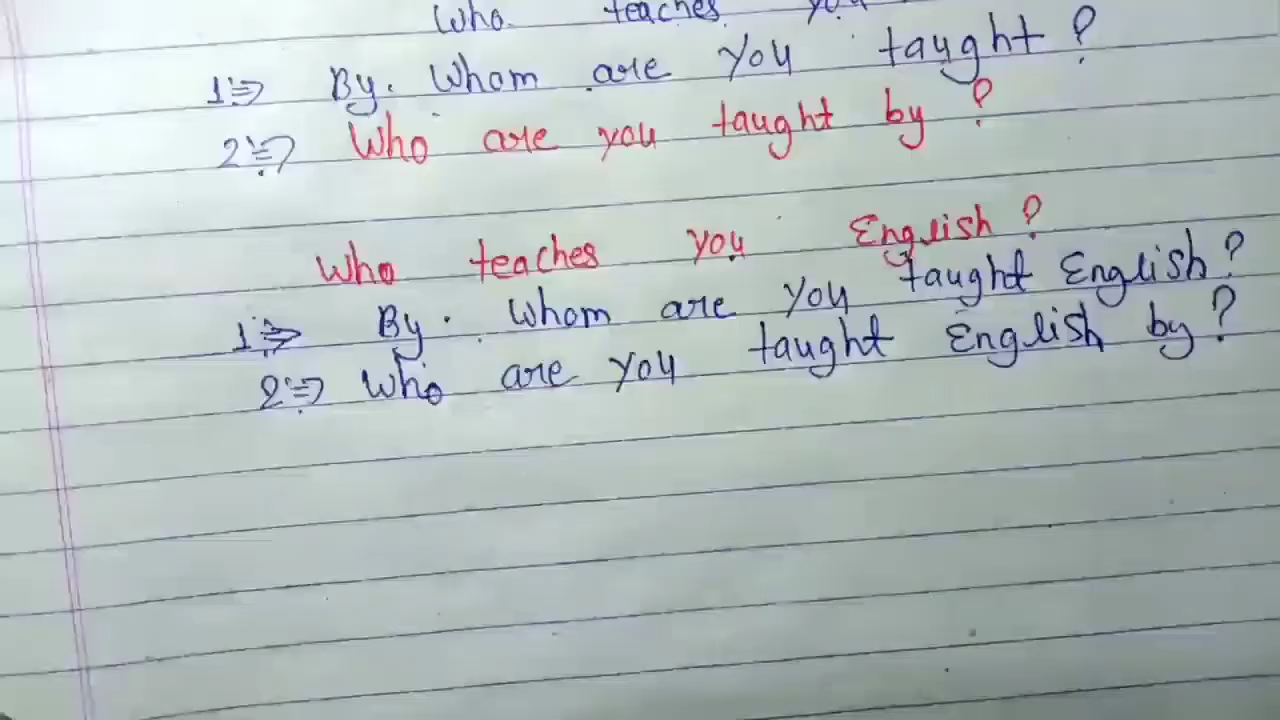 Who teaches you
1⇒ By. Whom are you taught?
2⇒ Who are you taught by?
Who teaches you English?
1⇒ By. Whom are you taught English?
2⇒ Who are you taught English by?